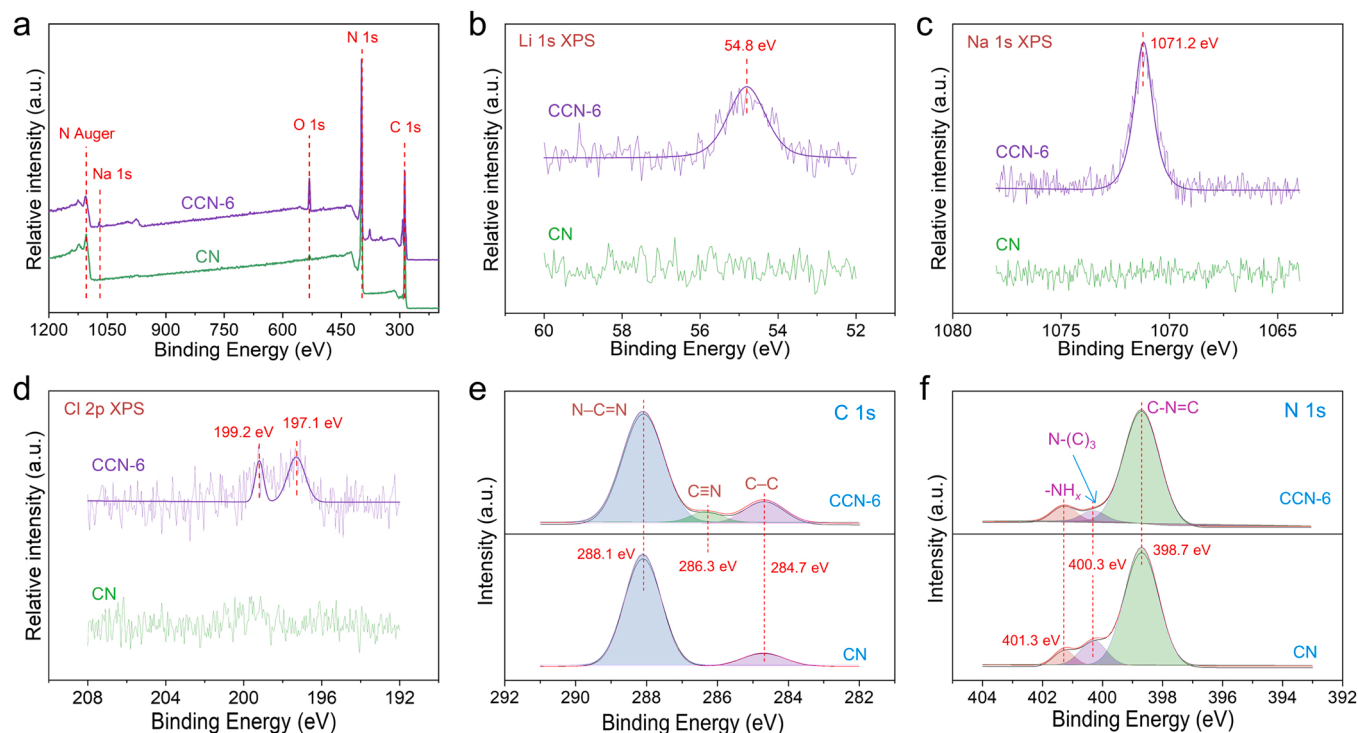 a
Relative intensity (a.u.)
N 1s
O 1s
C 1s
N Auger
Na 1s
CCN-6
CN
1200 1050 900 750 600 450 300
Binding Energy (eV)
b
Relative intensity (a.u.)
Li 1s XPS
54.8 eV
CCN-6
CN
60 58 56 54 52
Binding Energy (eV)
c
Relative intensity (a.u.)
Na 1s XPS
1071.2 eV
CCN-6
CN
1080 1075 1070 1065
Binding Energy (eV)
d
Relative intensity (a.u.)
Cl 2p XPS
199.2 eV
197.1 eV
CCN-6
CN
208 204 200 196 192
Binding Energy (eV)
e
Intensity (a.u.)
N–C=N
C 1s
C≡N
C–C
CCN-6
288.1 eV
286.3 eV
284.7 eV
CN
292 290 288 286 284 282
Binding Energy (eV)
f
Intensity (a.u.)
C-N=C
N 1s
N-(C)₃
-NHₓ
CCN-6
398.7 eV
400.3 eV
401.3 eV
CN
404 402 400 398 396 394 392
Binding Energy (eV)